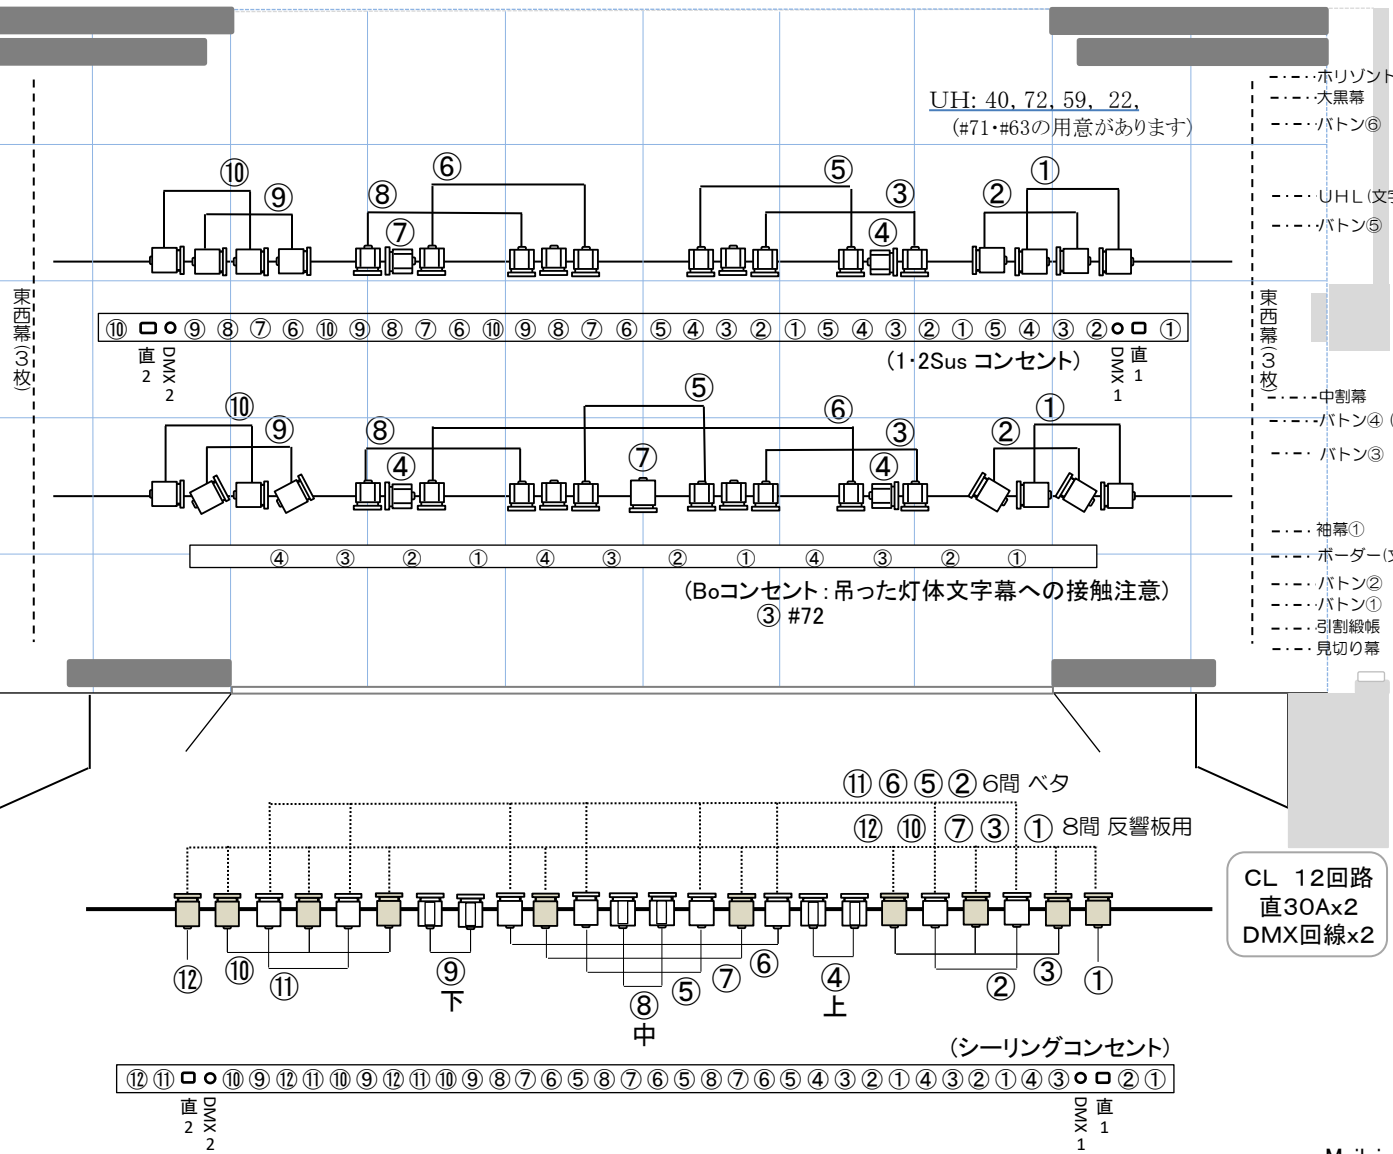 ホリゾント
大黒幕
バトン⑥
UH: 40, 72, 59, 22,
(#71・#63の用意があります)
UHL(文字
バトン⑤
⑩ ⑨ ⑧ ⑦ ⑥ ⑤ ③ ④ ② ①
東西幕(3枚)
東西幕(3枚)
⑩ ⑨ ⑧ ⑦ ⑥ ⑩ ⑨ ⑧ ⑦ ⑥ ⑩ ⑨ ⑧ ⑦ ⑥ ⑤ ④ ③ ② ① ⑤ ④ ③ ② ① ⑤ ④ ③ ② ①
直2 DMX2
(1・2Sus コンセント)
DMX1 直1
中割幕
バトン④ (
バトン③
⑩ ⑨ ⑧ ④ ⑤ ⑦ ⑥ ④ ③ ② ①
袖幕①
ボーダー(文
バトン②
バトン①
引割緞帳
見切り幕
④ ③ ② ① ④ ③ ② ① ④ ③ ② ①
(Boコンセント：吊った灯体文字幕への接触注意)
③ #72
⑪ ⑥ ⑤ ② 6間 ベタ
⑫ ⑩ ⑦ ③ ① 8間 反響板用
CL 12回路
直30Ax2
DMX回線x2
⑫ ⑩ ⑪ ⑨ ⑧ ⑤ ⑦ ⑥ ④ ② ③ ①
下
中
上
(シーリングコンセント)
⑫ ⑪ ⑩ ⑨ ⑫ ⑪ ⑩ ⑨ ⑫ ⑪ ⑩ ⑨ ⑧ ⑦ ⑥ ⑤ ⑧ ⑦ ⑥ ⑤ ⑧ ⑦ ⑥ ⑤ ④ ③ ② ① ④ ③ ② ① ④ ③ ② ①
直2 DMX2
DMX1 直1